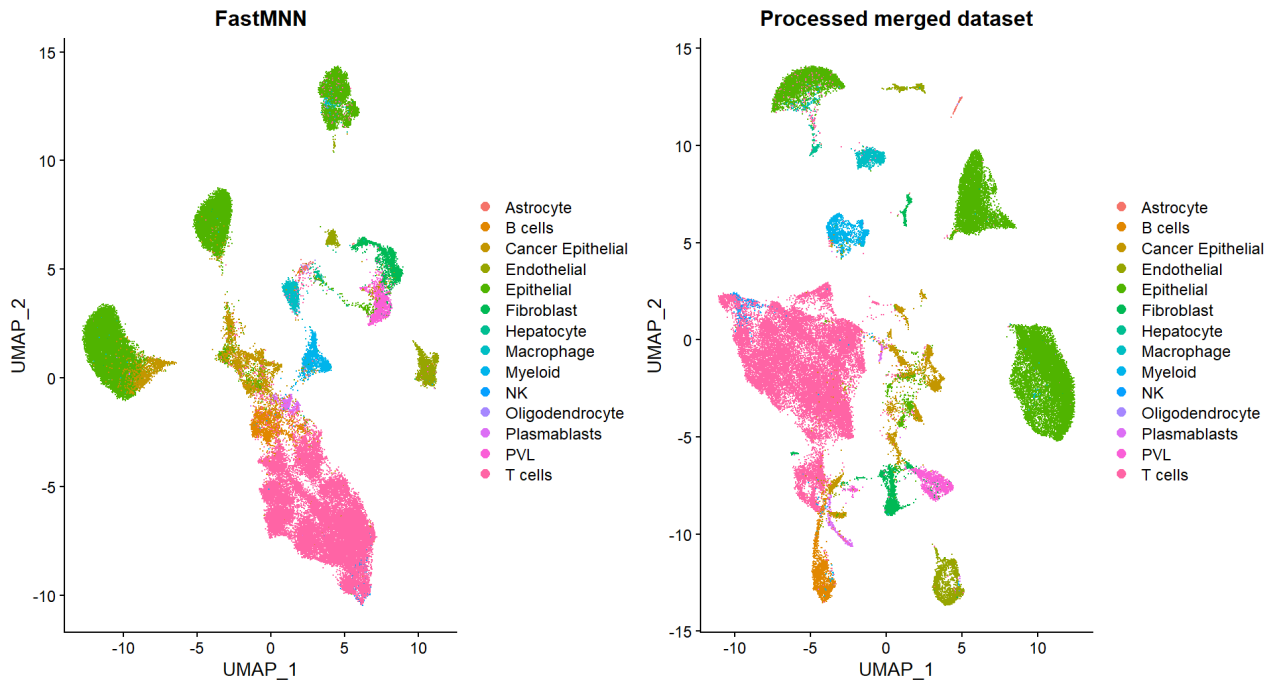 FastMNN
15
10
5
0
-5
-10
UMAP_2
-10
-5
0
5
10
UMAP_1
Astrocyte
B cells
Cancer Epithelial
Endothelial
Epithelial
Fibroblast
Hepatocyte
Macrophage
Myeloid
NK
Oligodendrocyte
Plasmablasts
PVL
T cells
Processed merged dataset
15
10
5
0
-5
-10
-15
UMAP_2
-10
-5
0
5
10
UMAP_1
Astrocyte
B cells
Cancer Epithelial
Endothelial
Epithelial
Fibroblast
Hepatocyte
Macrophage
Myeloid
NK
Oligodendrocyte
Plasmablasts
PVL
T cells